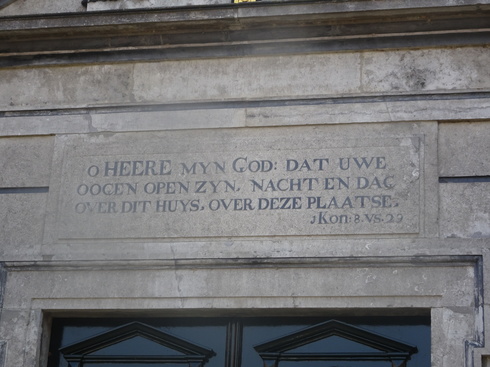 O HEERE MYN GOD: DAT UWE
OOGEN OPEN ZYN, NACHT EN DAG
OVER DIT HUYS, OVER DEZE PLAATSE.
I Kon: 8. vs. 29